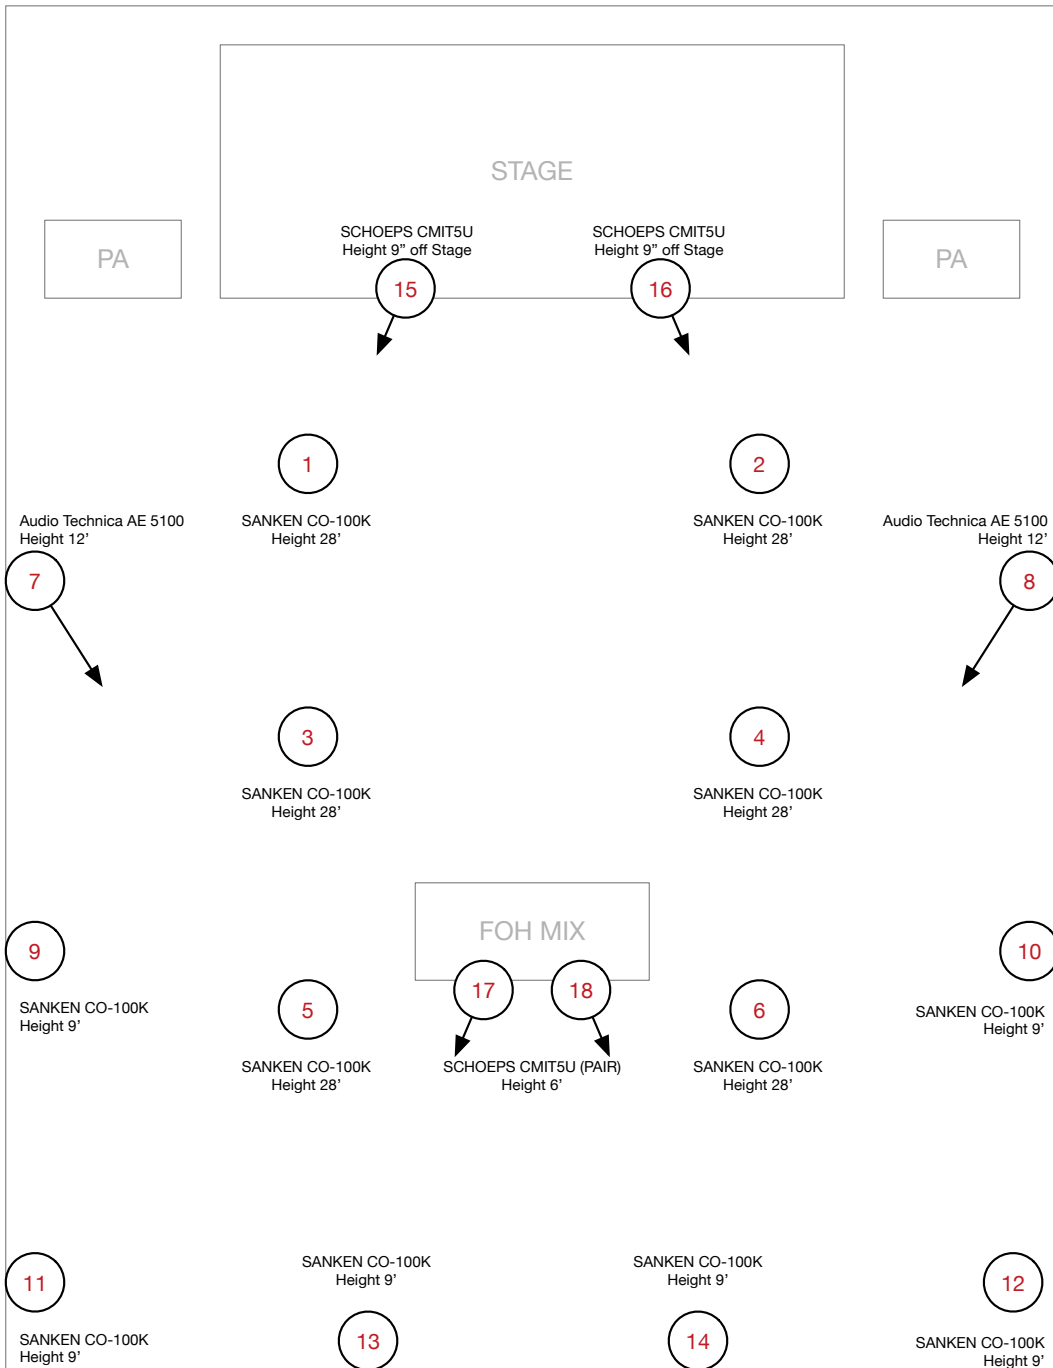 STAGE
PA
PA
SCHOEPS CMIT5U
Height 9” off Stage
15
SCHOEPS CMIT5U
Height 9” off Stage
16
1
SANKEN CO-100K
Height 28’
2
SANKEN CO-100K
Height 28’
Audio Technica AE 5100
Height 12’
7
Audio Technica AE 5100
Height 12’
8
3
SANKEN CO-100K
Height 28’
4
SANKEN CO-100K
Height 28’
FOH MIX
9
SANKEN CO-100K
Height 9’
10
SANKEN CO-100K
Height 9’
17
18
SCHOEPS CMIT5U (PAIR)
Height 6’
5
SANKEN CO-100K
Height 28’
6
SANKEN CO-100K
Height 28’
11
SANKEN CO-100K
Height 9’
SANKEN CO-100K
Height 9’
13
SANKEN CO-100K
Height 9’
14
12
SANKEN CO-100K
Height 9’